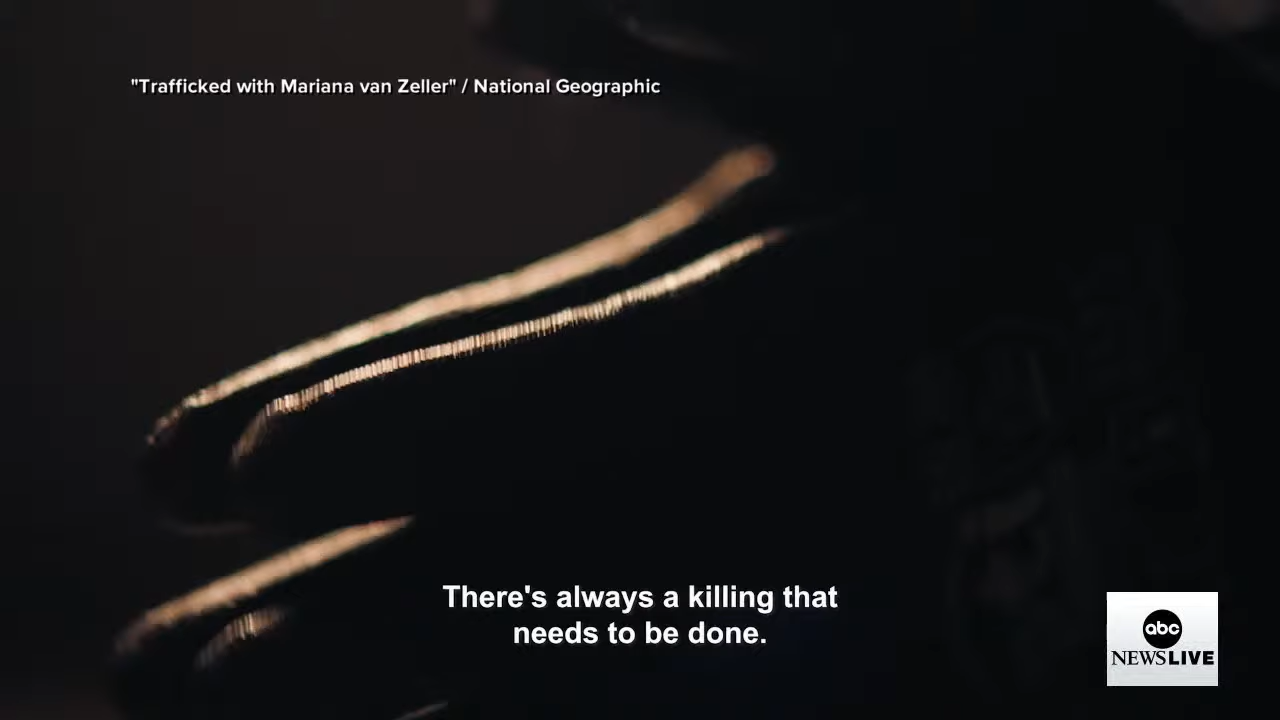 "Trafficked with Mariana van Zeller" / National Geographic
There's always a killing that
needs to be done.
abc
NEWSLIVE